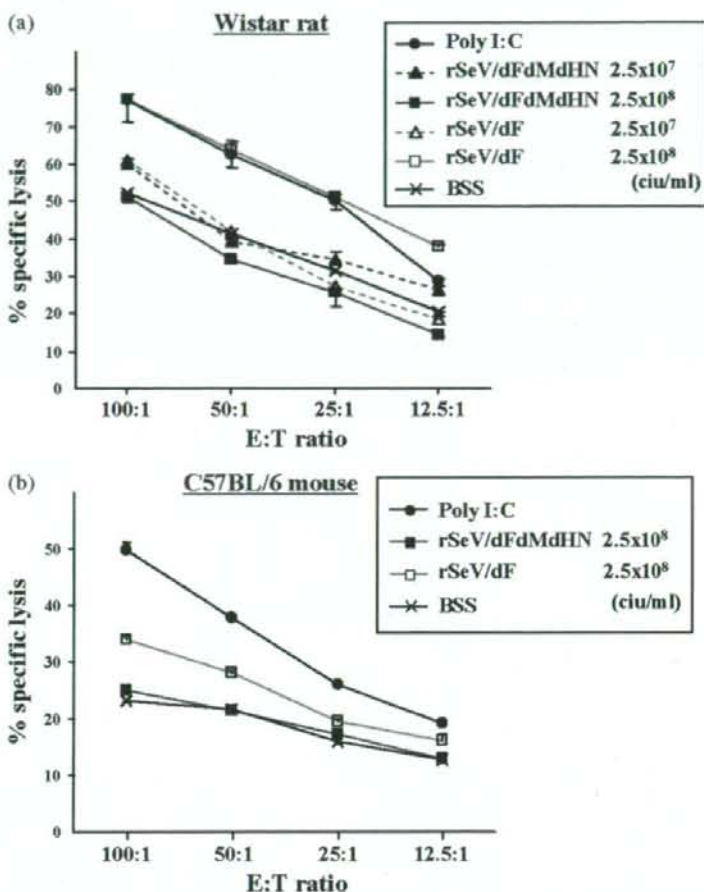 (a)
Wistar rat
Poly I:C
rSeV/dFdMdHN 2.5x10⁷
rSeV/dFdMdHN 2.5x10⁸
rSeV/dF 2.5x10⁷
rSeV/dF 2.5x10⁸
BSS (ciu/ml)
% specific lysis
80
70
60
50
40
30
20
10
0
100:1 50:1 25:1 12.5:1
E:T ratio
(b)
C57BL/6 mouse
Poly I:C
rSeV/dFdMdHN 2.5x10⁸
rSeV/dF 2.5x10⁸
BSS (ciu/ml)
% specific lysis
50
40
30
20
10
0
100:1 50:1 25:1 12.5:1
E:T ratio